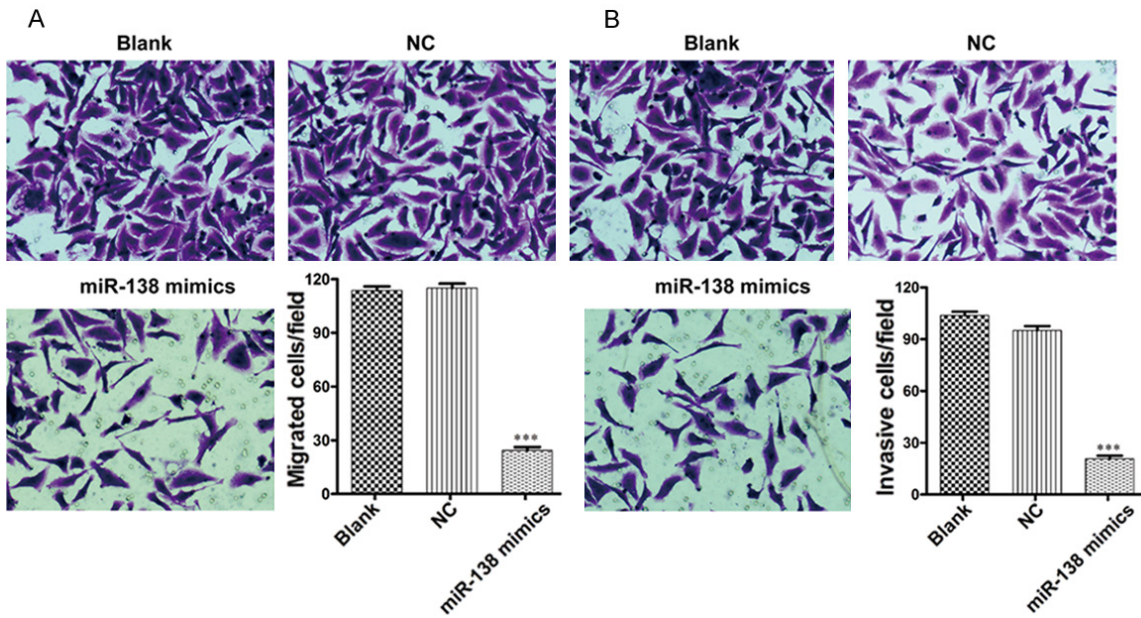 A
B
Blank
NC
Blank
NC
miR-138 mimics
Migrated cells/field
120
90
60
30
0
***
Blank
NC
miR-138 mimics
miR-138 mimics
Invasive cells/field
120
90
60
30
0
***
Blank
NC
miR-138 mimics